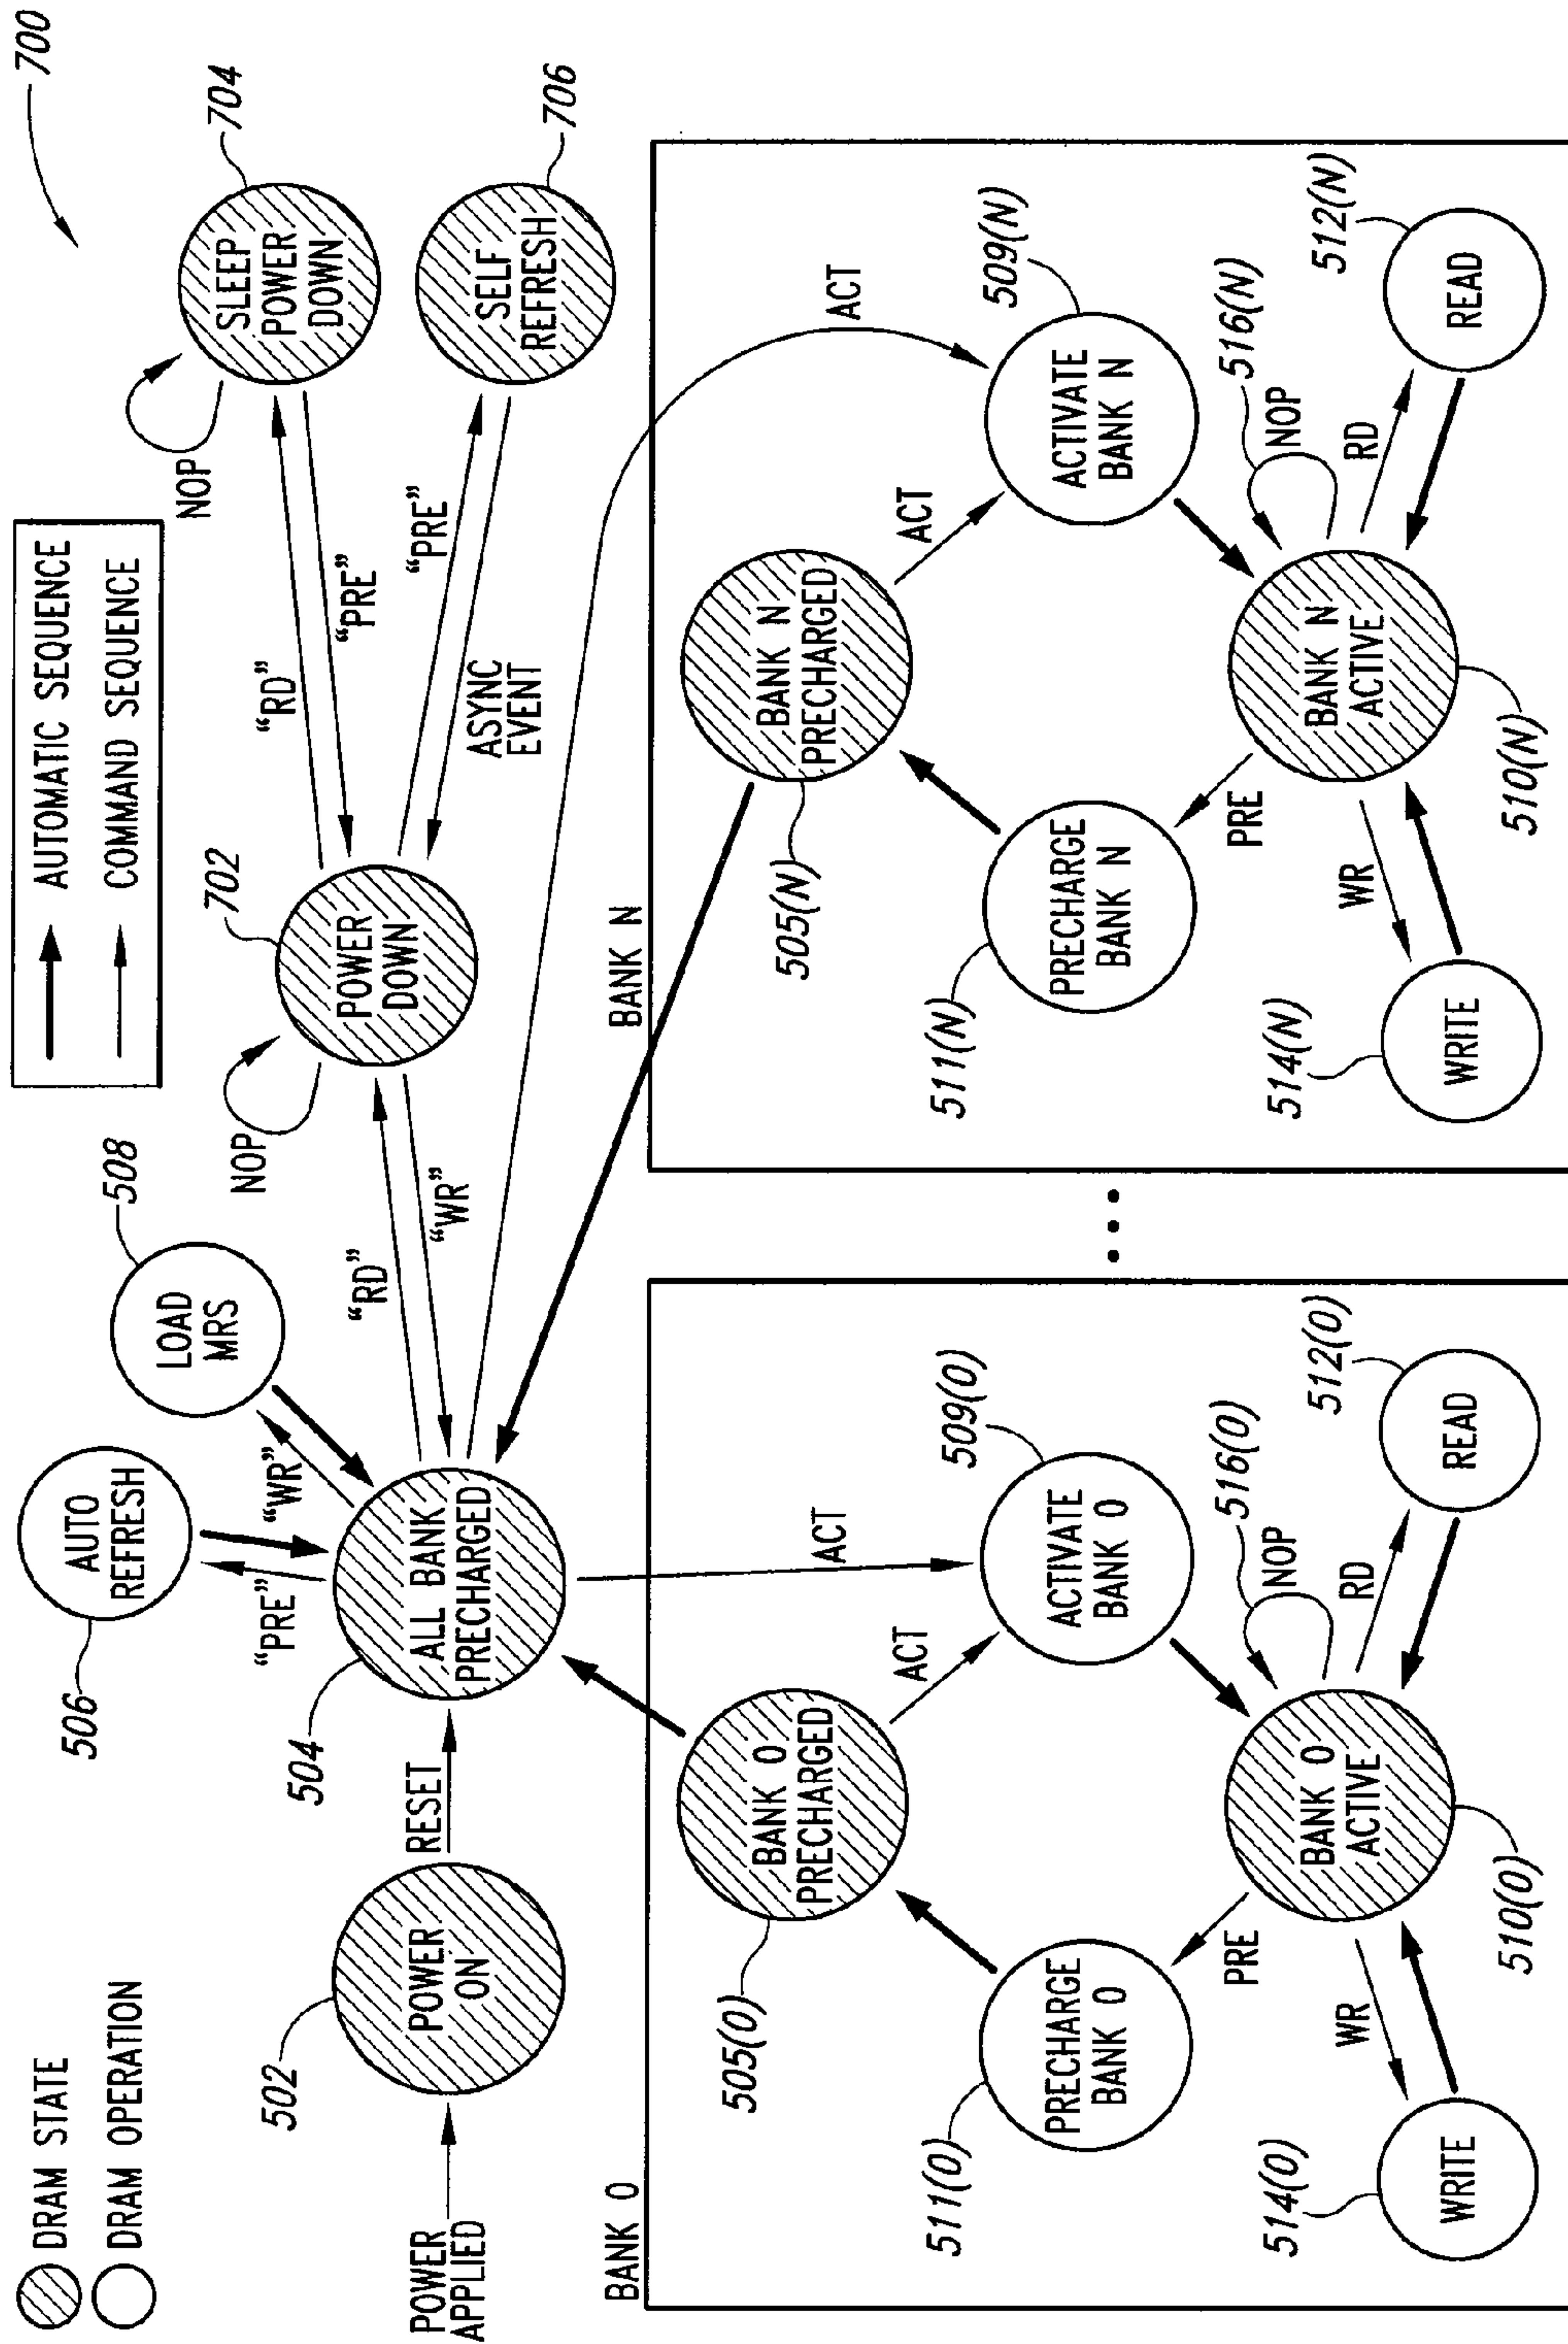 700
DRAM STATE
DRAM OPERATION
AUTOMATIC SEQUENCE
COMMAND SEQUENCE
POWER
APPLIED
502
POWER
ON
RESET
504
ALL BANK
PRECHARGED
506
AUTO
REFRESH
"PRE"
"WR"
508
LOAD
MRS
"RD"
"WR"
NOP
702
POWER
DOWN
"RD"
"PRE"
NOP
704
SLEEP
POWER
DOWN
"PRE"
ASYNC
EVENT
706
SELF
REFRESH
ACT
ACT
BANK 0
505(0)
BANK 0
PRECHARGED
ACT
509(0)
ACTIVATE
BANK 0
511(0)
PRECHARGE
BANK 0
PRE
516(0)
NOP
BANK 0
ACTIVE
510(0)
WR
514(0)
WRITE
RD
512(0)
READ
...
BANK N
505(N)
BANK N
PRECHARGED
ACT
509(N)
ACTIVATE
BANK N
511(N)
PRECHARGE
BANK N
PRE
516(N)
NOP
BANK N
ACTIVE
510(N)
WR
514(N)
WRITE
RD
512(N)
READ